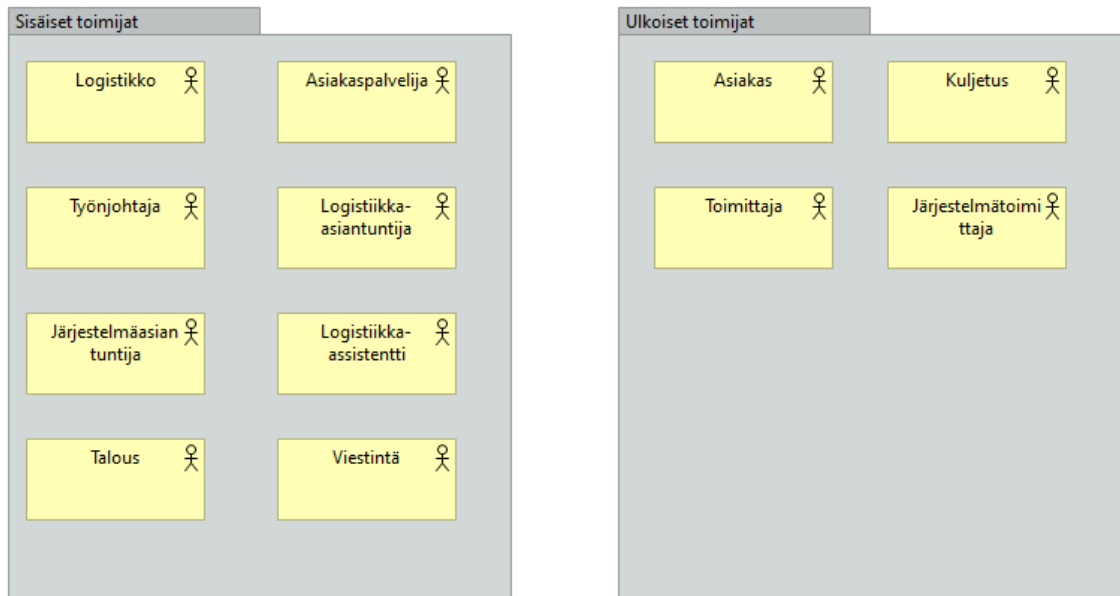 Sisäiset toimijat
Logistikko
Asiakaspalvelija
Työnjohtaja
Logistiikka-
asiantuntija
Järjestelmäasian
tuntija
Logistiikka-
assistentti
Talous
Viestintä
Ulkoiset toimijat
Asiakas
Kuljetus
Toimittaja
Järjestelmätoimi
ttaja